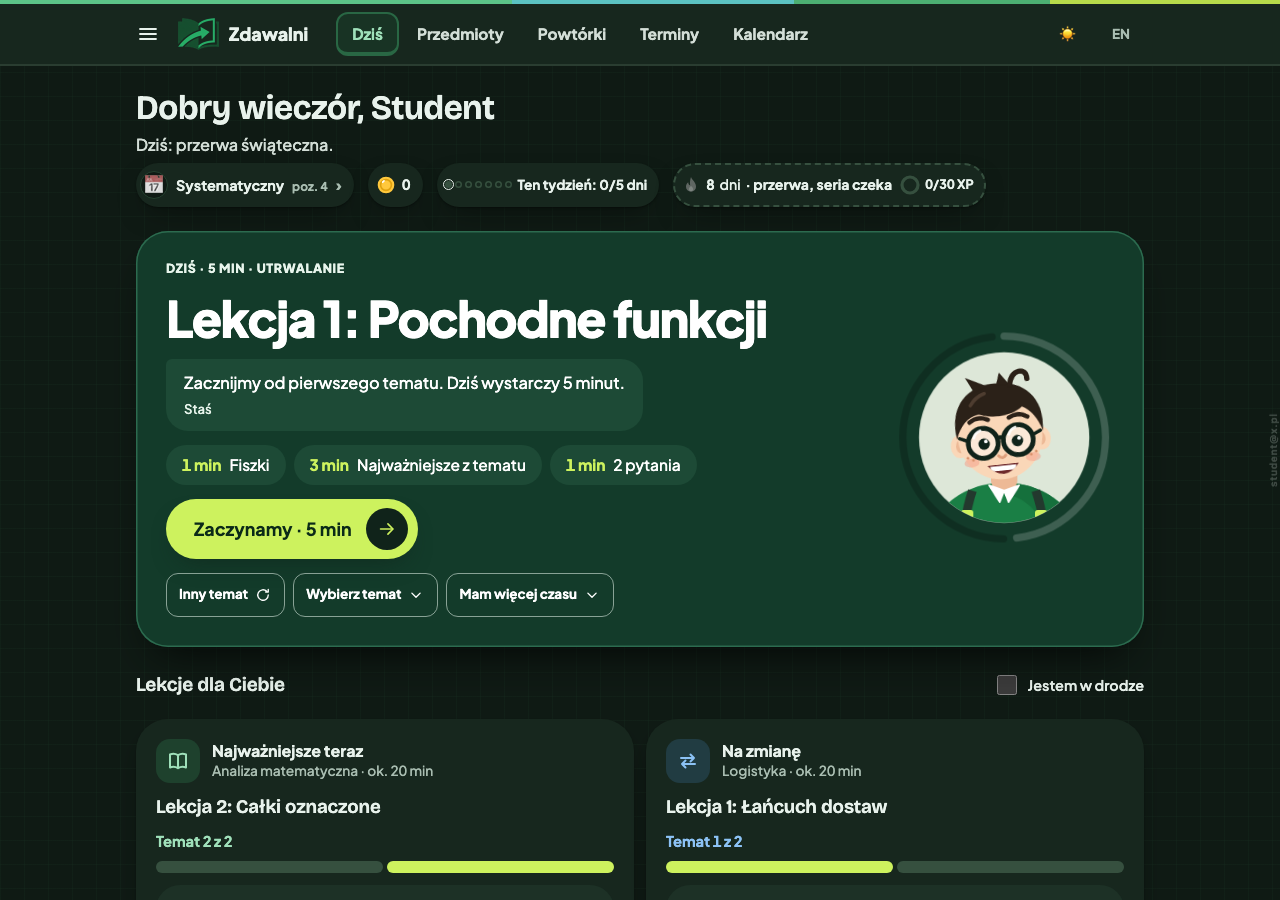 Zdawalni
Dziś
Przedmioty
Powtórki
Terminy
Kalendarz
EN
Dobry wieczór, Student
Dziś: przerwa świąteczna.
17
Systematyczny poz. 4 ›
0
Ten tydzień: 0/5 dni
8 dni · przerwa, seria czeka
0/30 XP
DZIŚ · 5 MIN · UTRWALANIE
Lekcja 1: Pochodne funkcji
Zacznijmy od pierwszego tematu. Dziś wystarczy 5 minut.
Staś
1 min Fiszki
3 min Najważniejsze z tematu
1 min 2 pytania
Zaczynamy · 5 min
Inny temat
Wybierz temat
Mam więcej czasu
student@x.pl
Lekcje dla Ciebie
Jestem w drodze
Najważniejsze teraz
Analiza matematyczna · ok. 20 min
Lekcja 2: Całki oznaczone
Temat 2 z 2
Na zmianę
Logistyka · ok. 20 min
Lekcja 1: Łańcuch dostaw
Temat 1 z 2